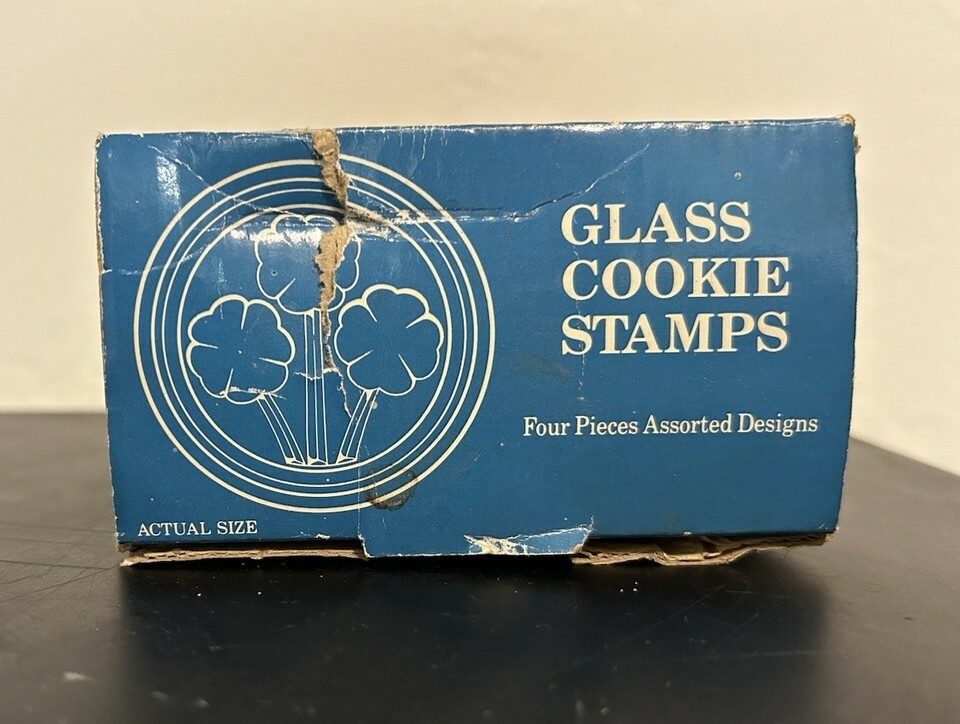 GLASS
COOKIE
STAMPS
Four Pieces Assorted Designs
ACTUAL SIZE